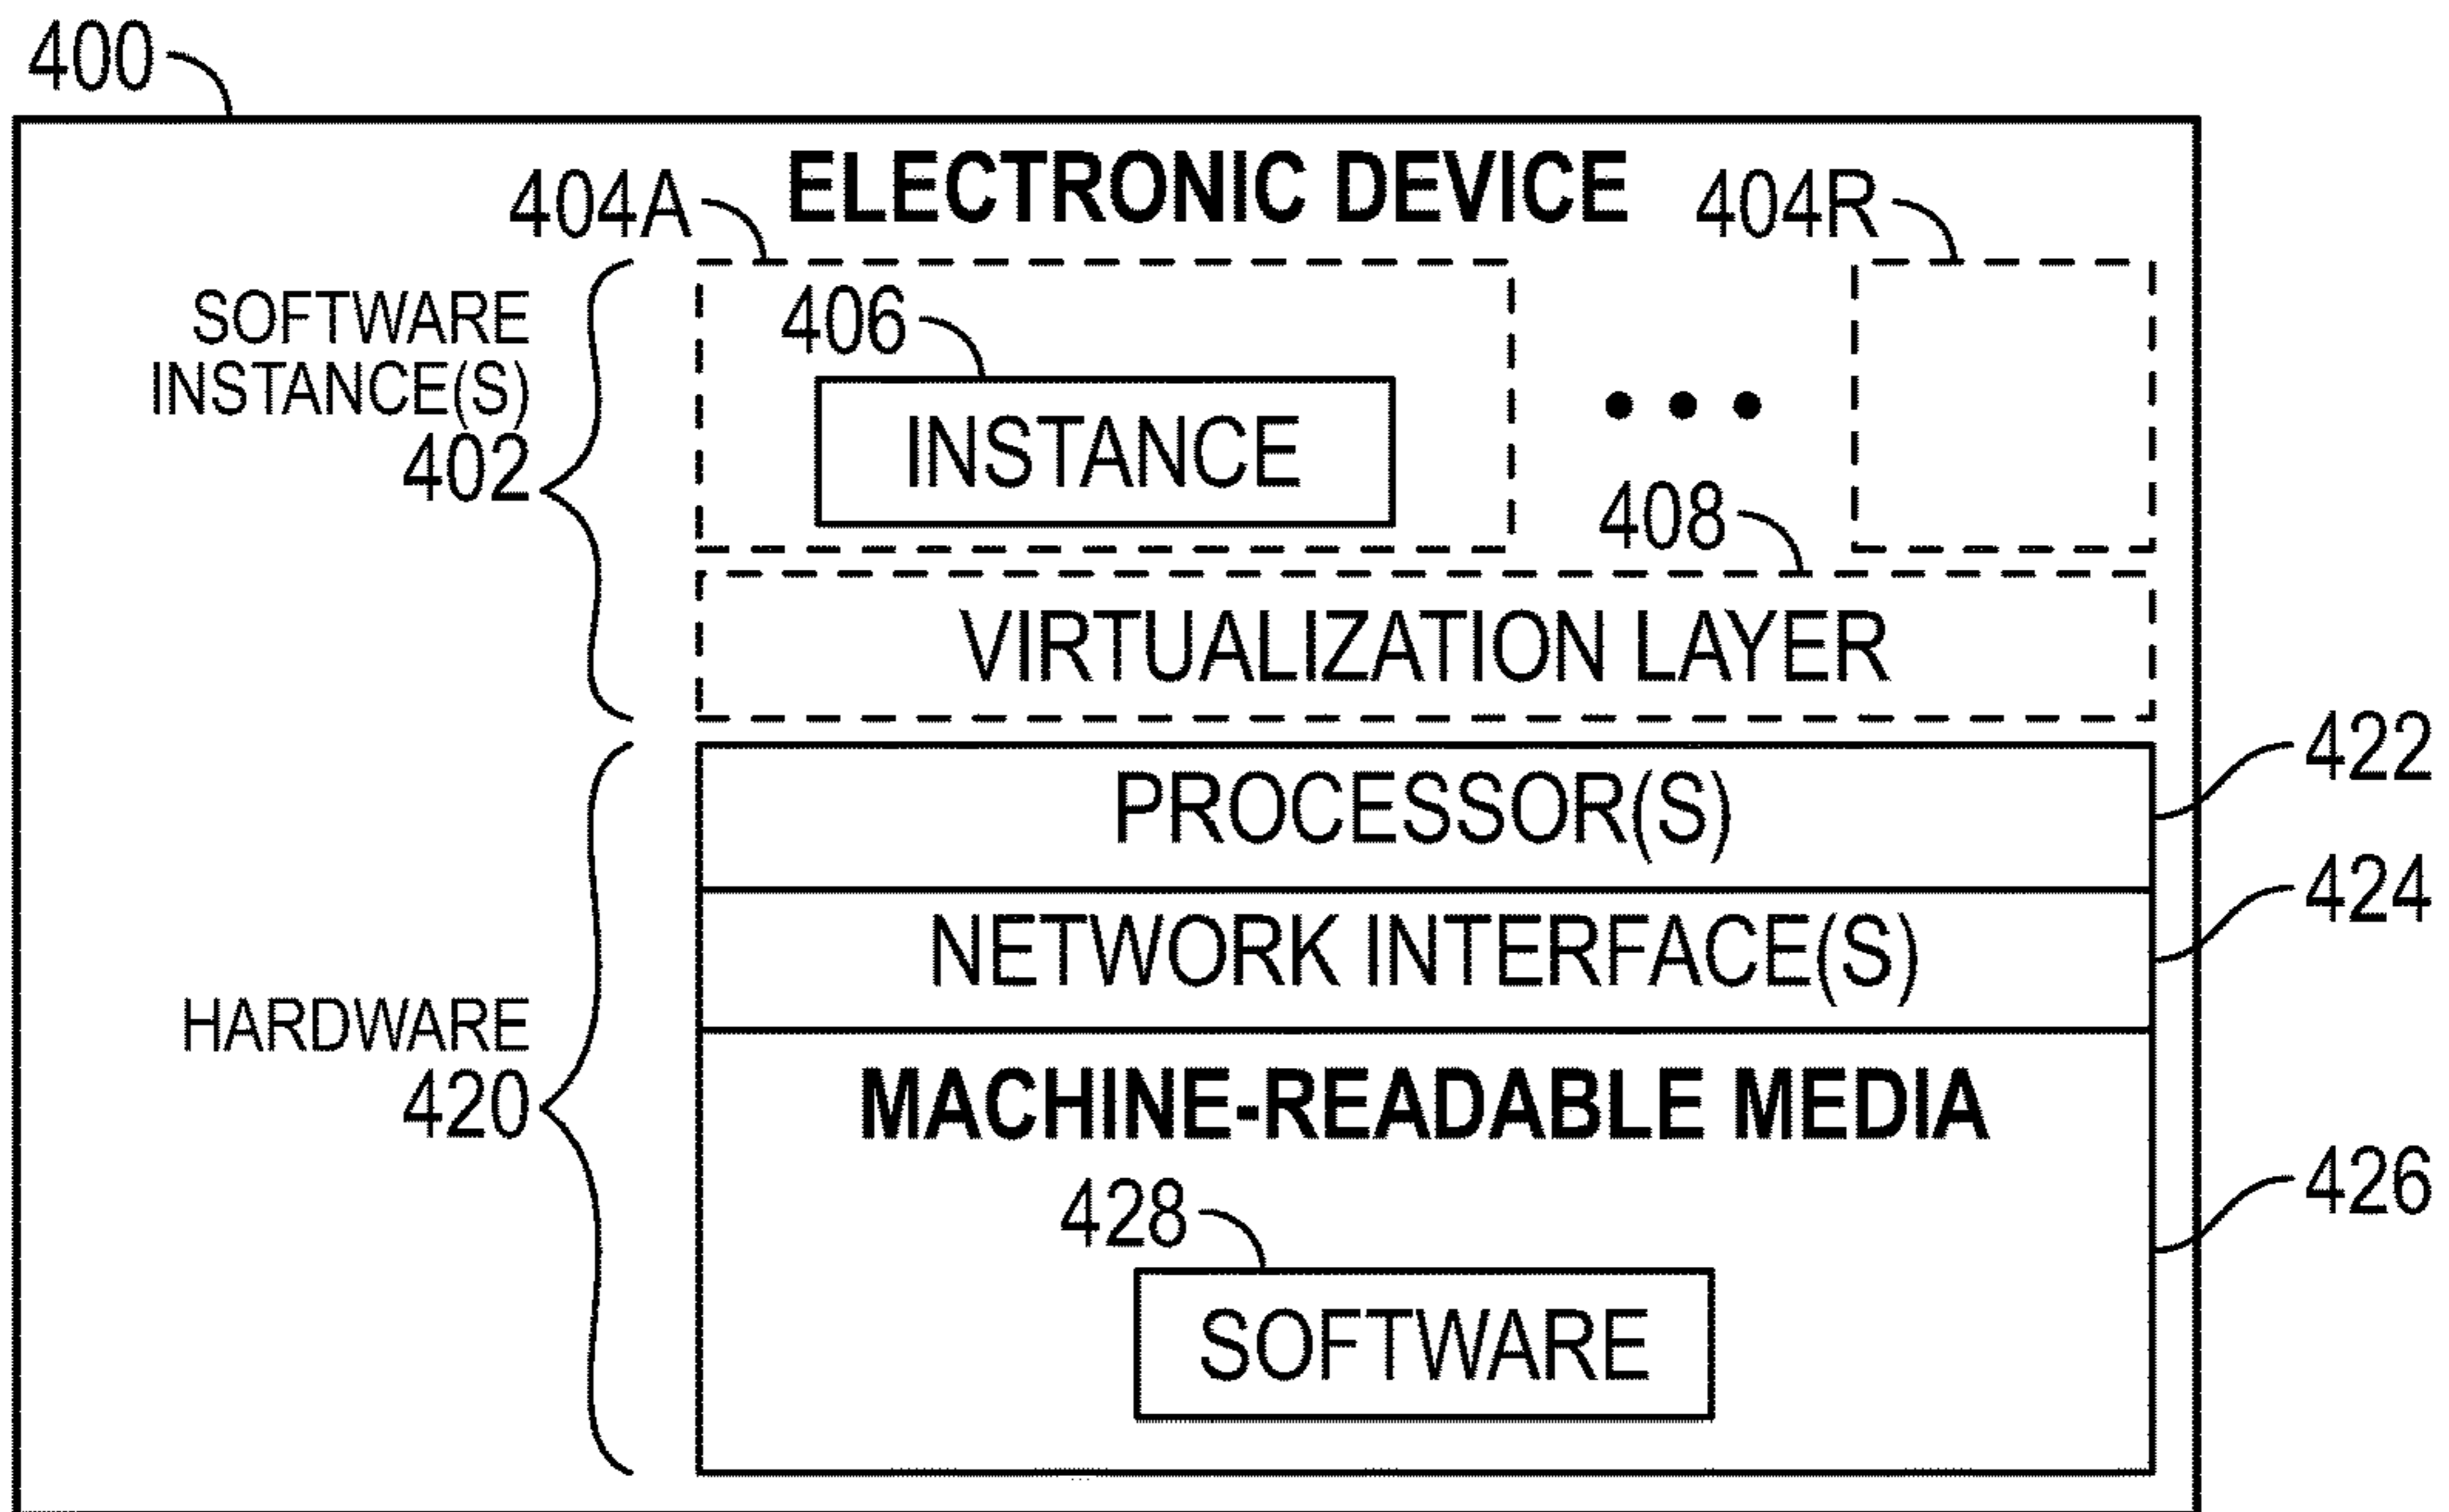 400
ELECTRONIC DEVICE
404A
404R
SOFTWARE
INSTANCE(S)
402
406
INSTANCE
408
VIRTUALIZATION LAYER
422
PROCESSOR(S)
424
NETWORK INTERFACE(S)
HARDWARE
420
MACHINE-READABLE MEDIA
426
428
SOFTWARE